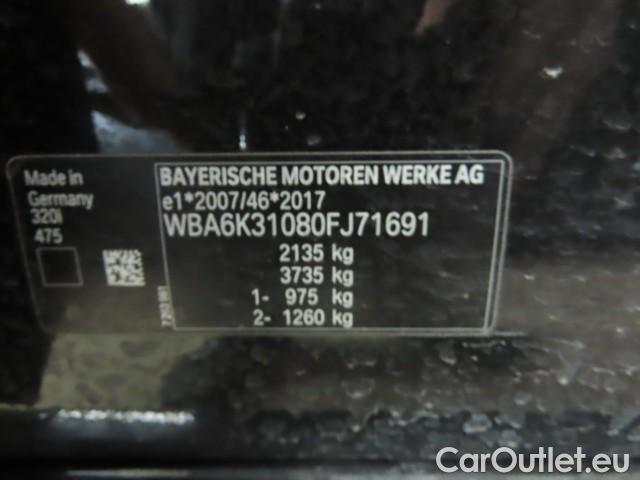 Made in
Germany
320i
475
BAYERISCHE MOTOREN WERKE AG
e1*2007/46*2017
WBA6K31080FJ71691
2135 kg
3735 kg
1- 975 kg
2- 1260 kg
CarOutlet.eu